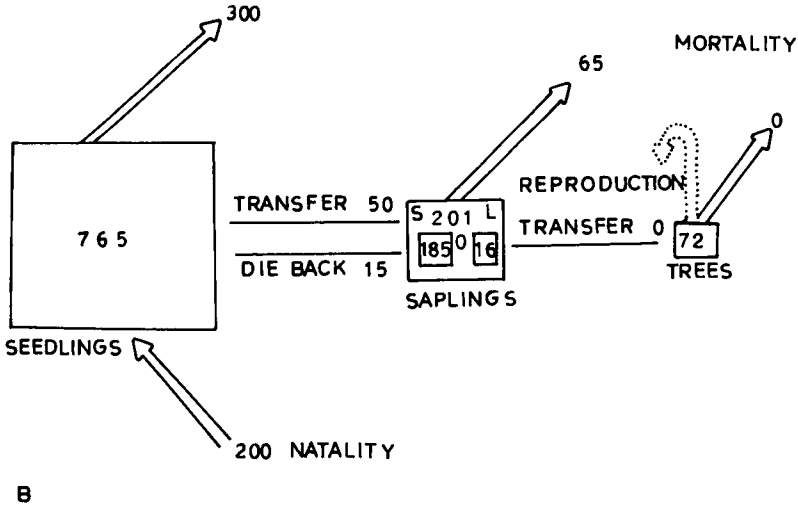 300
MORTALITY
65
0
REPRODUCTION
TRANSFER 50
S 201 L
TRANSFER 0
765
185 0 16
72
DIE BACK 15
TREES
SAPLINGS
SEEDLINGS
200 NATALITY
B